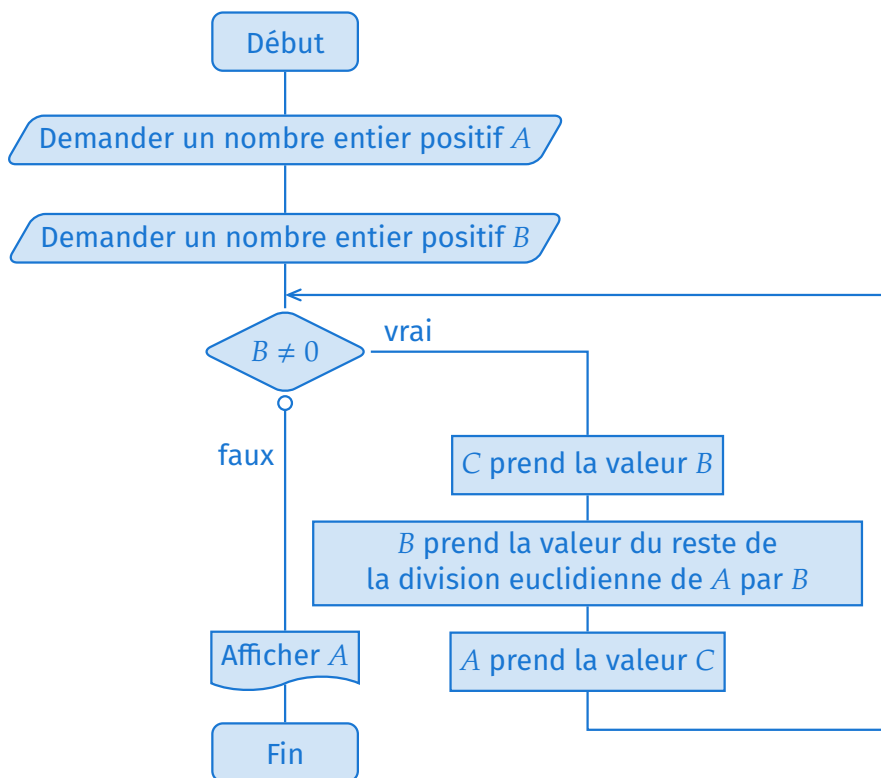 Début
Demander un nombre entier positif A
Demander un nombre entier positif B
B ≠ 0
vrai
faux
C prend la valeur B
B prend la valeur du reste de
la division euclidienne de A par B
A prend la valeur C
Afficher A
Fin